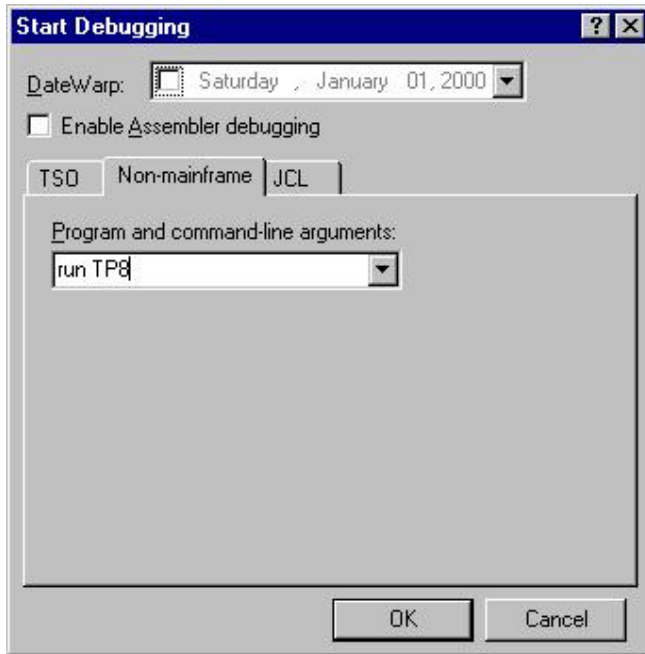 Start Debugging
DateWarp: Saturday , January 01, 2000
Enable Assembler debugging
TSO Non-mainframe JCL
Program and command-line arguments:
run TP8
OK Cancel